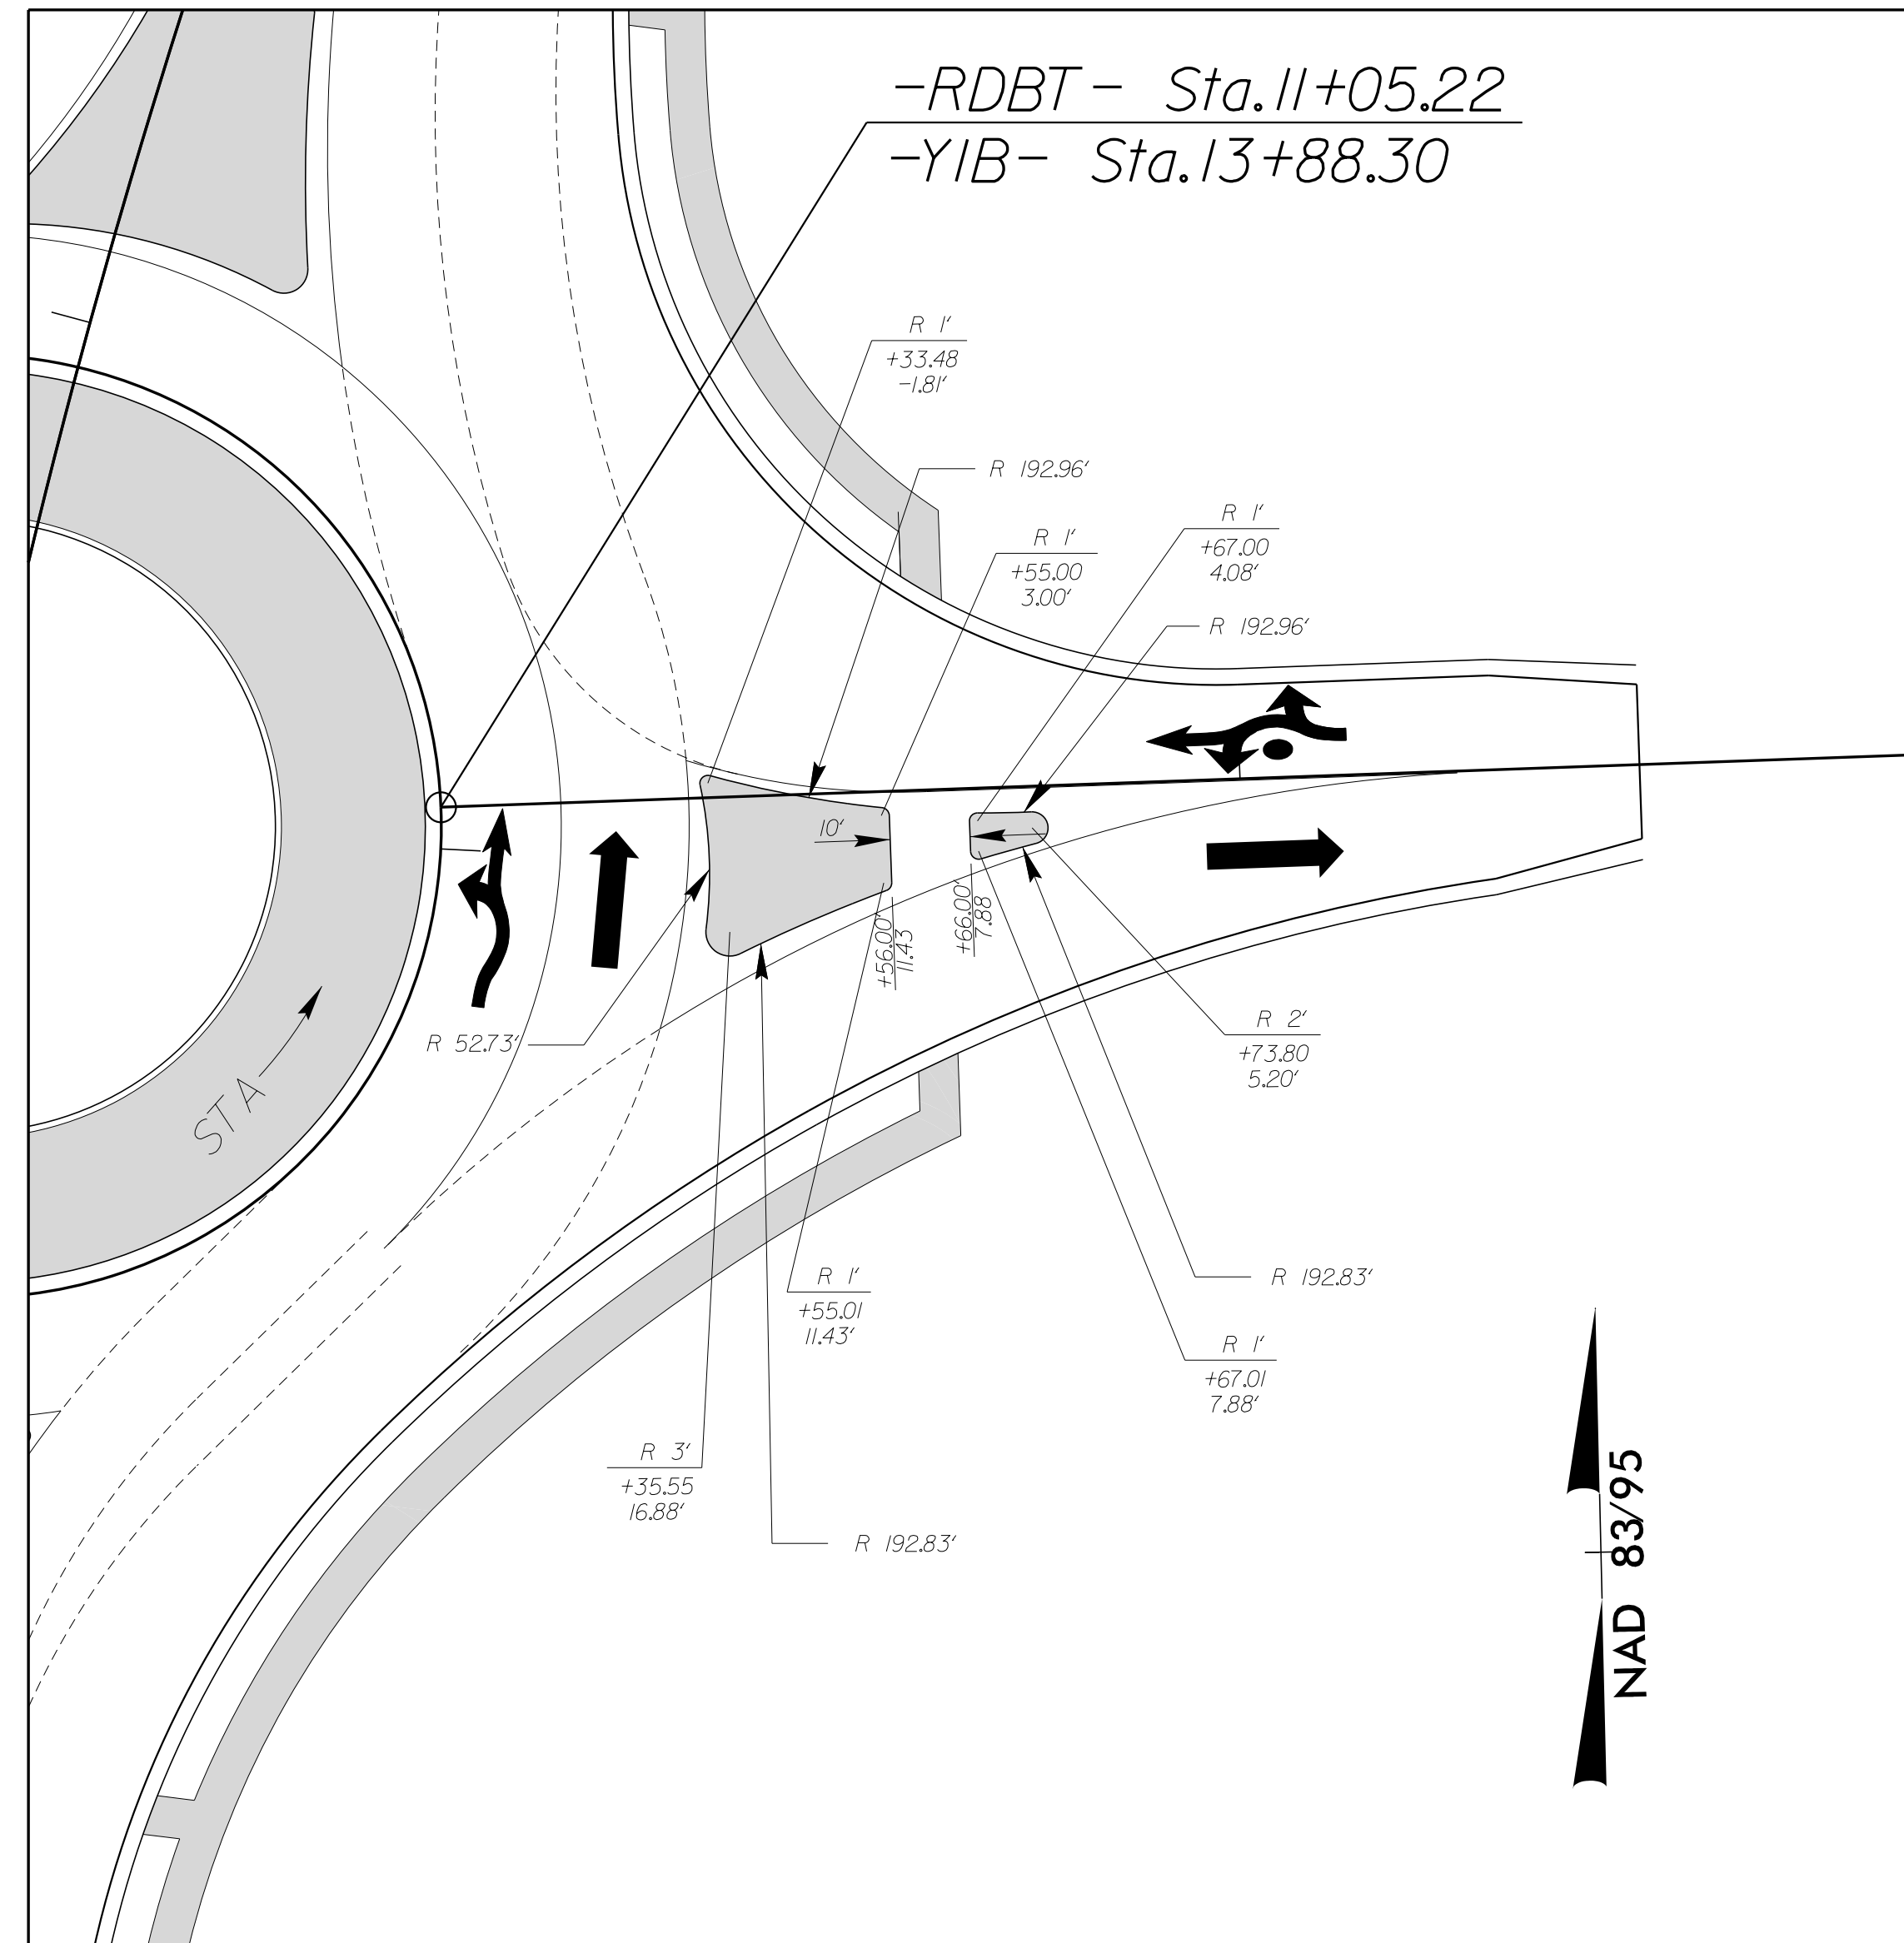 -RDBT- Sta. 11+05.22
-Y1B- Sta. 13+88.30
R 1'
+33.48
-1.81'
R 192.96'
R 1'
+55.00
3.00'
R 1'
+67.00
4.08'
R 192.96'
10'
+56.00'
11.43
+66.00'
7.88
R 52.73'
STA
R 2'
+73.80
5.20'
R 1'
+55.01
11.43'
R 192.83'
R 1'
+67.01
7.88'
R 3'
+35.55
16.88'
R 192.83'
NAD 83/95